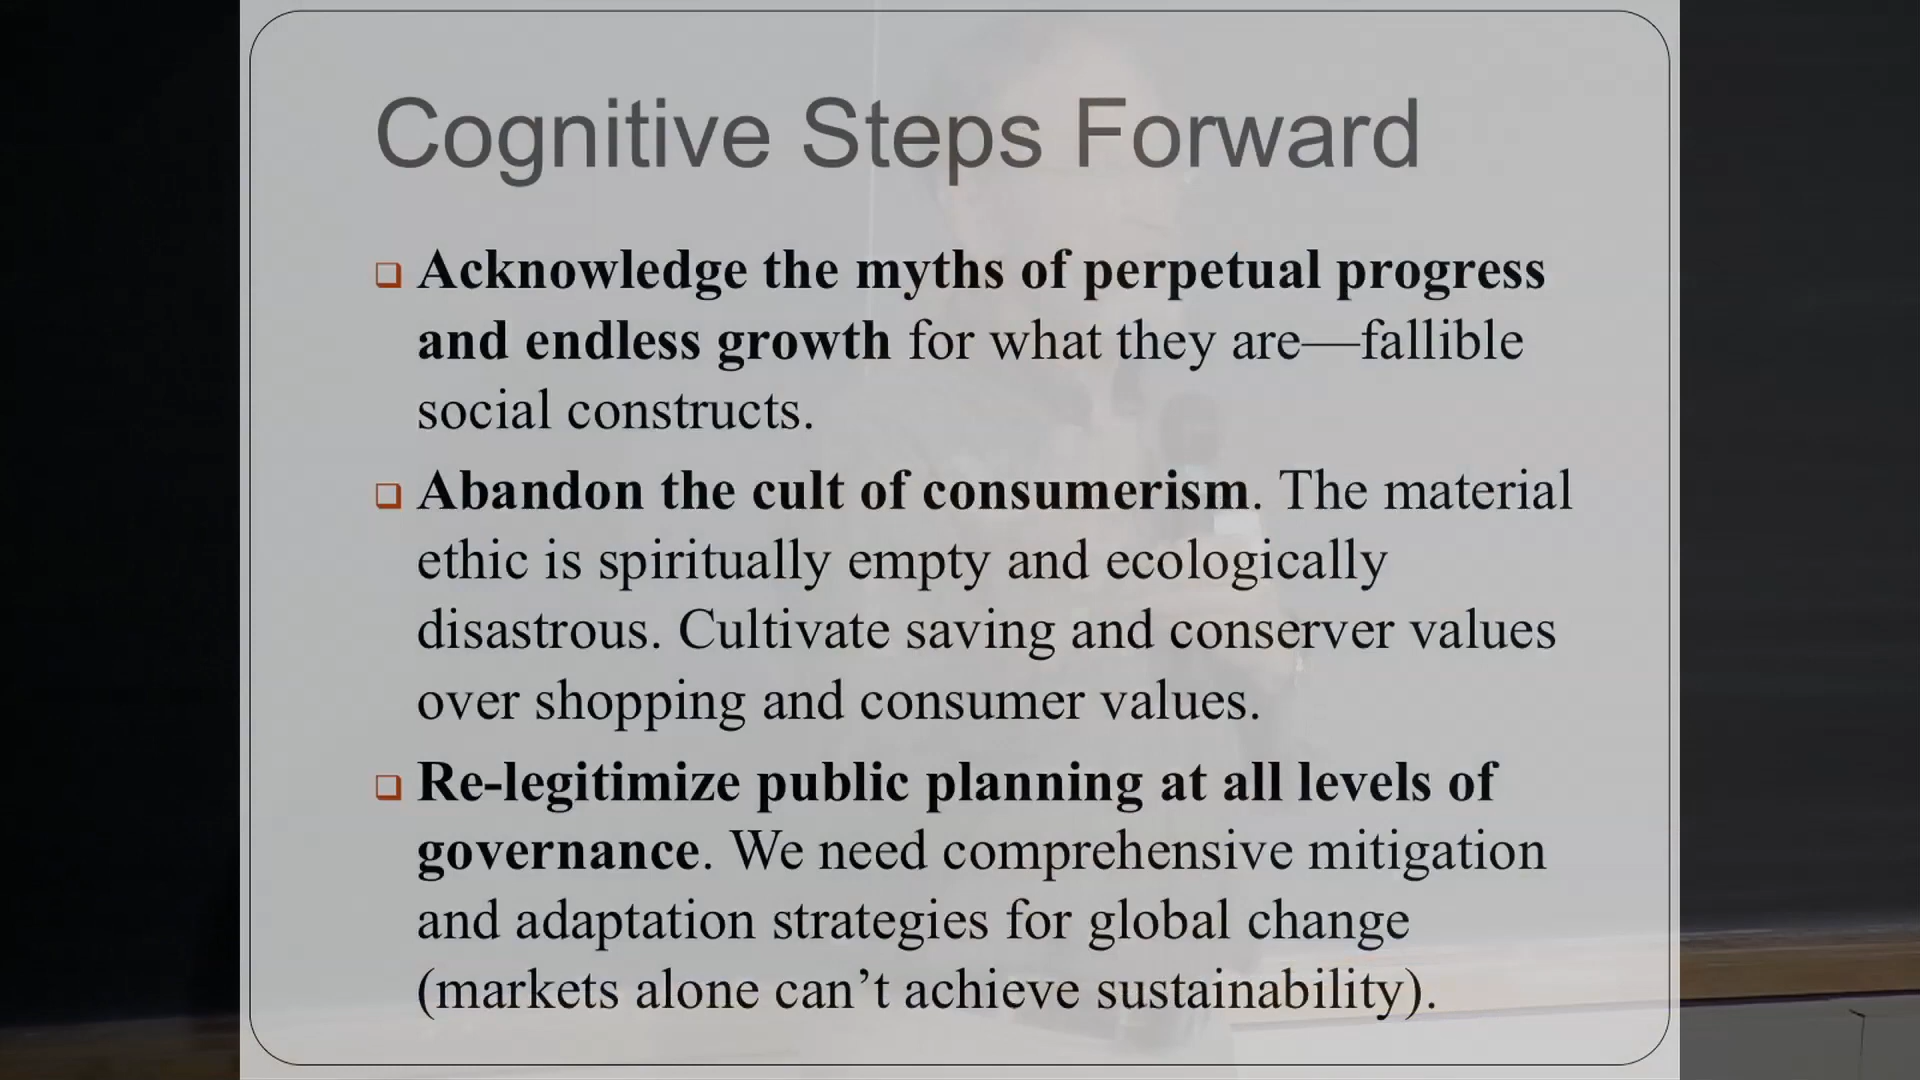 Cognitive Steps Forward
Acknowledge the myths of perpetual progress
and endless growth for what they are—fallible
social constructs.
Abandon the cult of consumerism. The material
ethic is spiritually empty and ecologically
disastrous. Cultivate saving and conserver values
over shopping and consumer values.
Re-legitimize public planning at all levels of
governance. We need comprehensive mitigation
and adaptation strategies for global change
(markets alone can’t achieve sustainability).